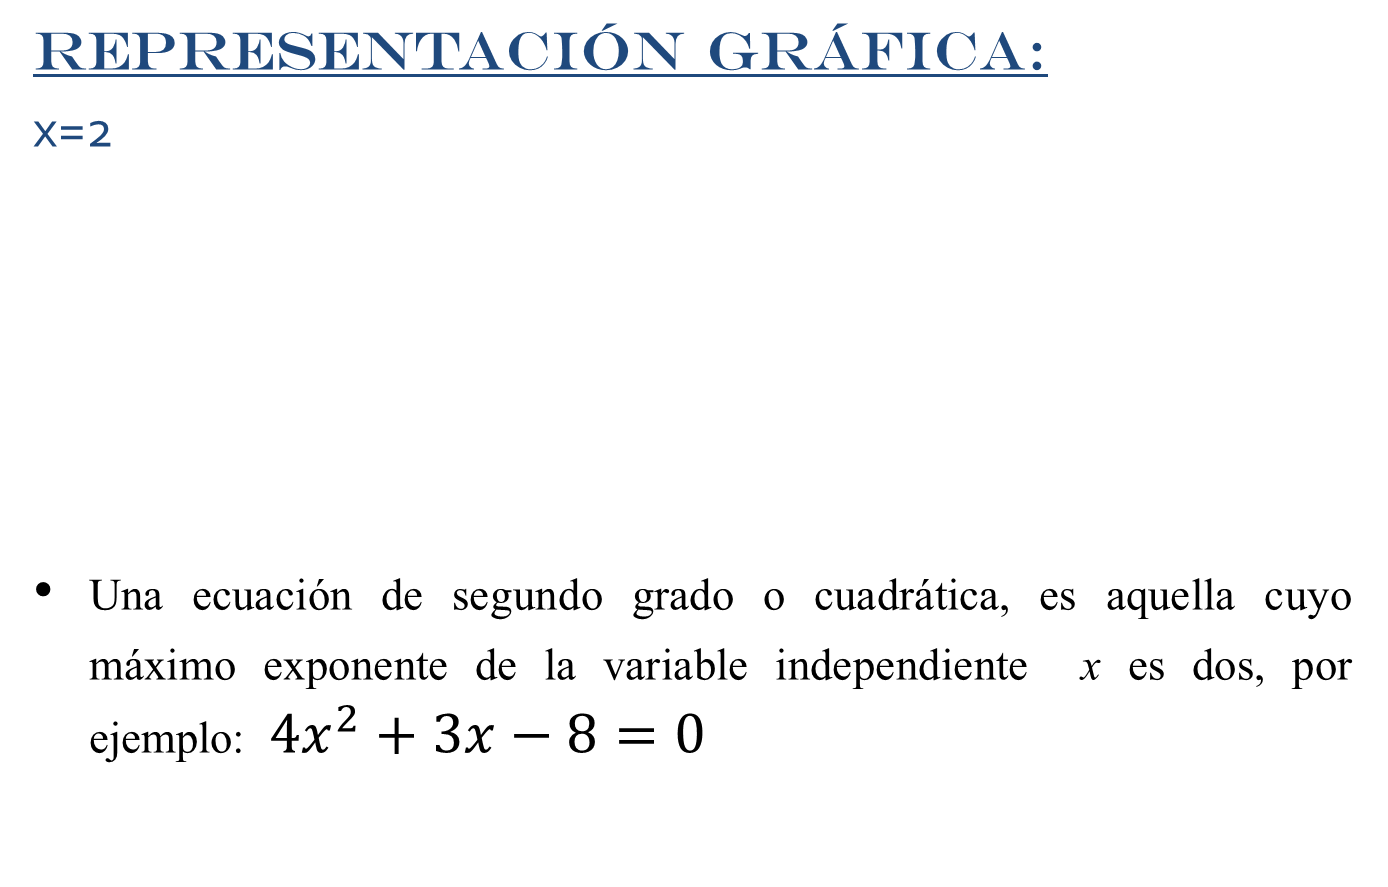 REPRESENTACIÓN GRÁFICA:
X=2
• Una ecuación de segundo grado o cuadrática, es aquella cuyo
máximo exponente de la variable independiente x es dos, por
ejemplo: 4x² + 3x − 8 = 0